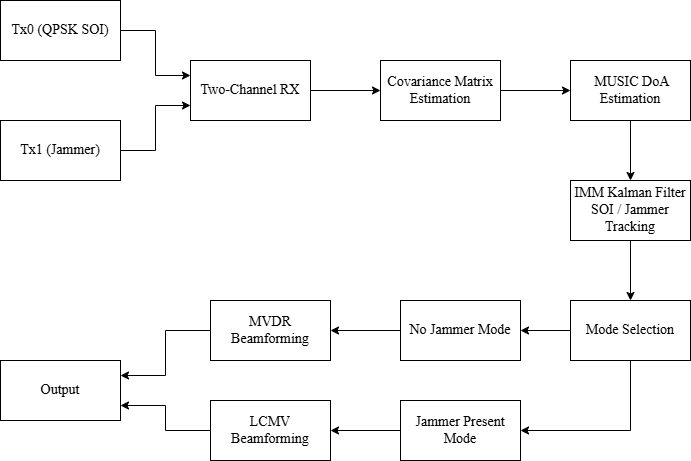 Tx0 (QPSK SOI)
Two-Channel RX
Covariance Matrix
Estimation
MUSIC DoA
Estimation
Tx1 (Jammer)
IMM Kalman Filter
SOI / Jammer
Tracking
MVDR
Beamforming
No Jammer Mode
Mode Selection
Output
LCMV
Beamforming
Jammer Present
Mode